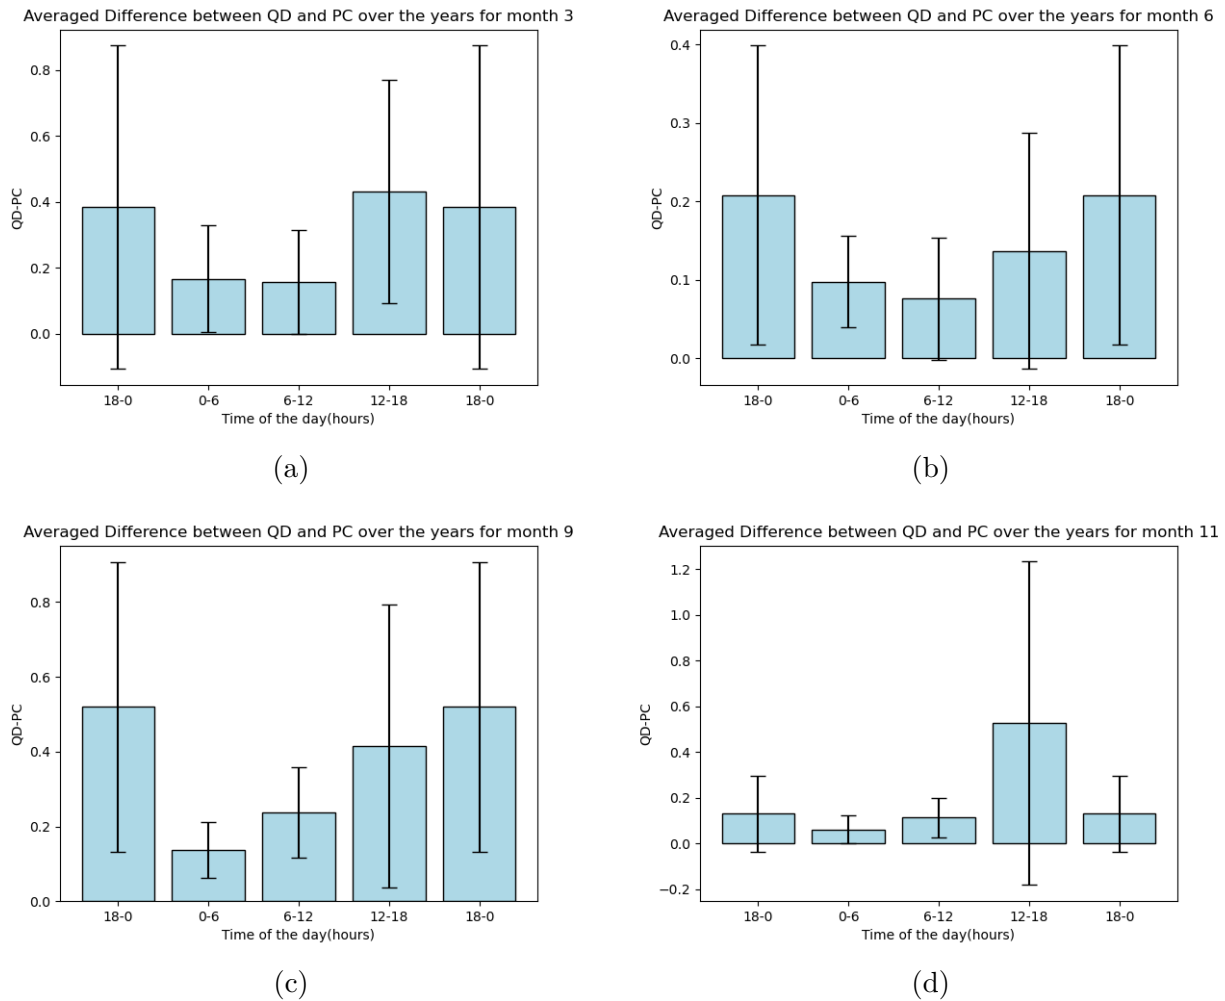 Averaged Difference between QD and PC over the years for month 3
0.8
0.6
0.4
0.2
0.0
QD-PC
18-0 0-6 6-12 12-18 18-0
Time of the day(hours)
(a)
Averaged Difference between QD and PC over the years for month 6
0.4
0.3
0.2
0.1
0.0
QD-PC
18-0 0-6 6-12 12-18 18-0
Time of the day(hours)
(b)
Averaged Difference between QD and PC over the years for month 9
0.8
0.6
0.4
0.2
0.0
QD-PC
18-0 0-6 6-12 12-18 18-0
Time of the day(hours)
(c)
Averaged Difference between QD and PC over the years for month 11
1.2
1.0
0.8
0.6
0.4
0.2
0.0
−0.2
QD-PC
18-0 0-6 6-12 12-18 18-0
Time of the day(hours)
(d)